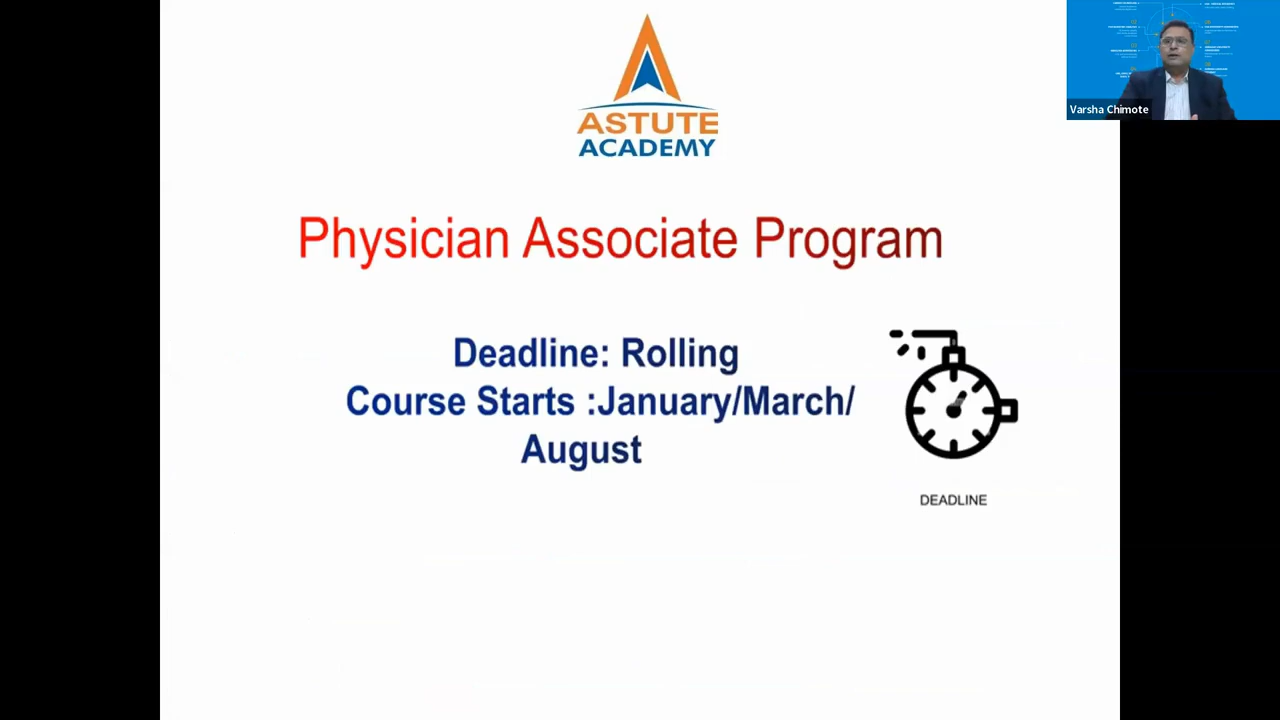 ASTUTE
ACADEMY
Varsha Chimote
Physician Associate Program
Deadline: Rolling
Course Starts :January/March/
August
DEADLINE